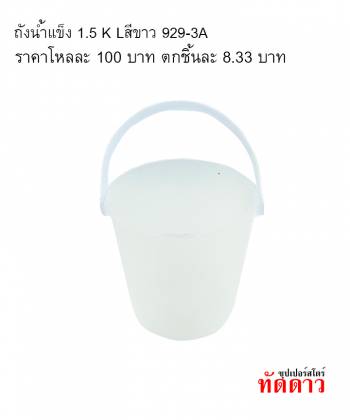 ถังน้ำแข็ง 1.5 K Lสีขาว 929-3A
ราคาโหลละ 100 บาท ตกชิ้นละ 8.33 บาท
ซุปเปอร์สโตร์
ทัดดาว